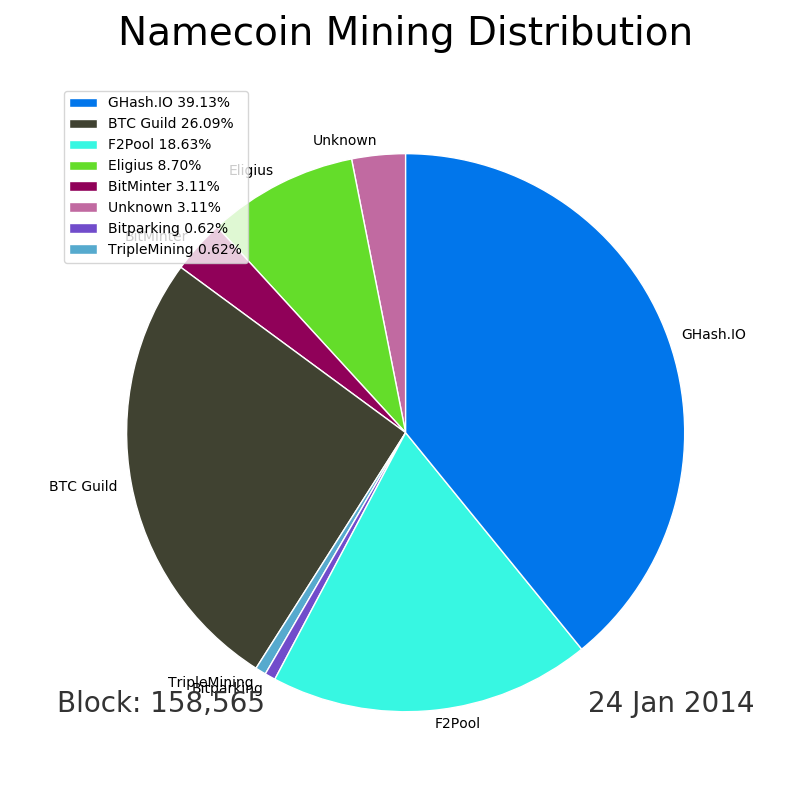 Namecoin Mining Distribution
GHash.IO 39.13%
BTC Guild 26.09%
F2Pool 18.63%
Eligius 8.70%
BitMinter 3.11%
Unknown 3.11%
Bitparking 0.62%
TripleMining 0.62%
Unknown
Eligius
BitMinter
GHash.IO
BTC Guild
TripleMining
Bitparking
F2Pool
Block: 158,565
24 Jan 2014